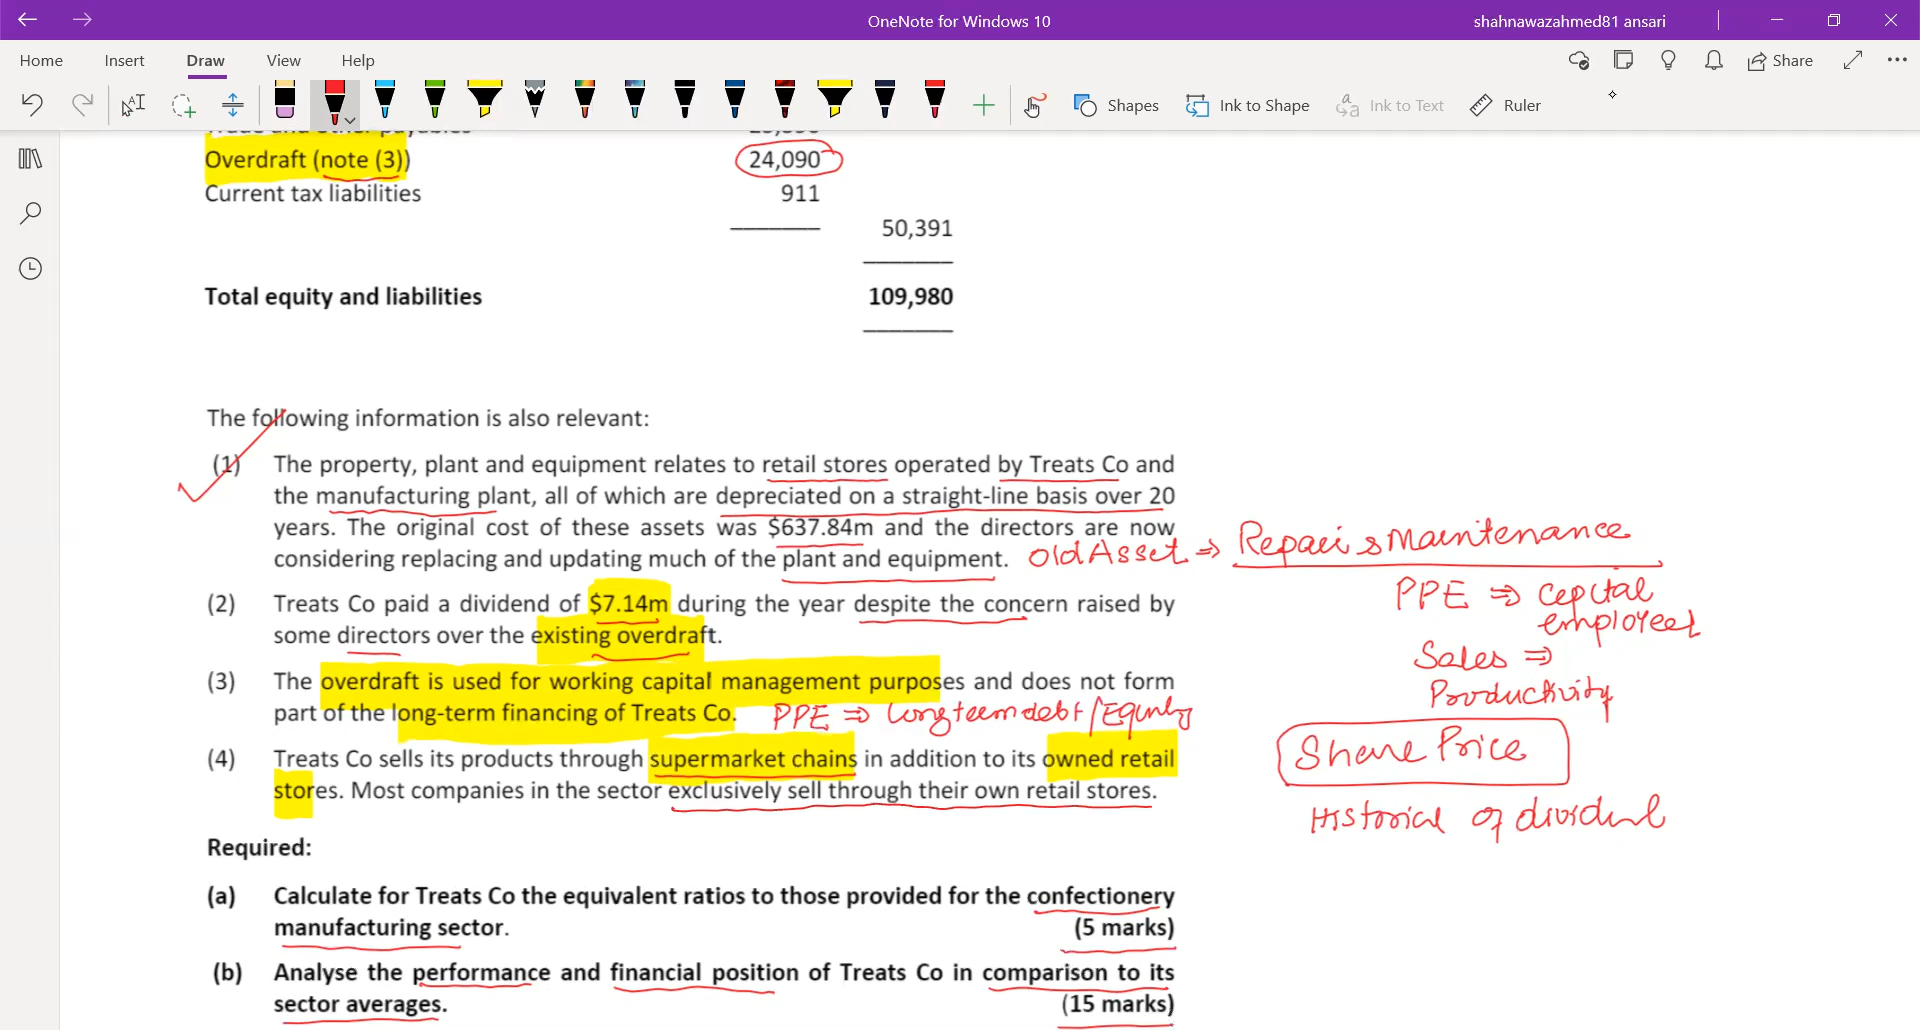 OneNote for Windows 10
shahnawazahmed81 ansari
Home Insert Draw View Help
Share
Shapes Ink to Shape Ink to Text Ruler
Trade and other payables
Overdraft (note (3)) 24,090
Current tax liabilities 911
50,391
Total equity and liabilities 109,980
The following information is also relevant:
(1) The property, plant and equipment relates to retail stores operated by Treats Co and
the manufacturing plant, all of which are depreciated on a straight-line basis over 20
years. The original cost of these assets was $637.84m and the directors are now
considering replacing and updating much of the plant and equipment.
old Asset ⇒ Repair & Maintenance
PPE ⇒ capital
employed
(2) Treats Co paid a dividend of $7.14m during the year despite the concern raised by
some directors over the existing overdraft.
Sales ⇒
Productivity
(3) The overdraft is used for working capital management purposes and does not form
part of the long-term financing of Treats Co.
PPE ⇒ long term debt / Equity
Share Price
Historical of dividend
(4) Treats Co sells its products through supermarket chains in addition to its owned retail
stores. Most companies in the sector exclusively sell through their own retail stores.
Required:
(a) Calculate for Treats Co the equivalent ratios to those provided for the confectionery
manufacturing sector. (5 marks)
(b) Analyse the performance and financial position of Treats Co in comparison to its
sector averages. (15 marks)